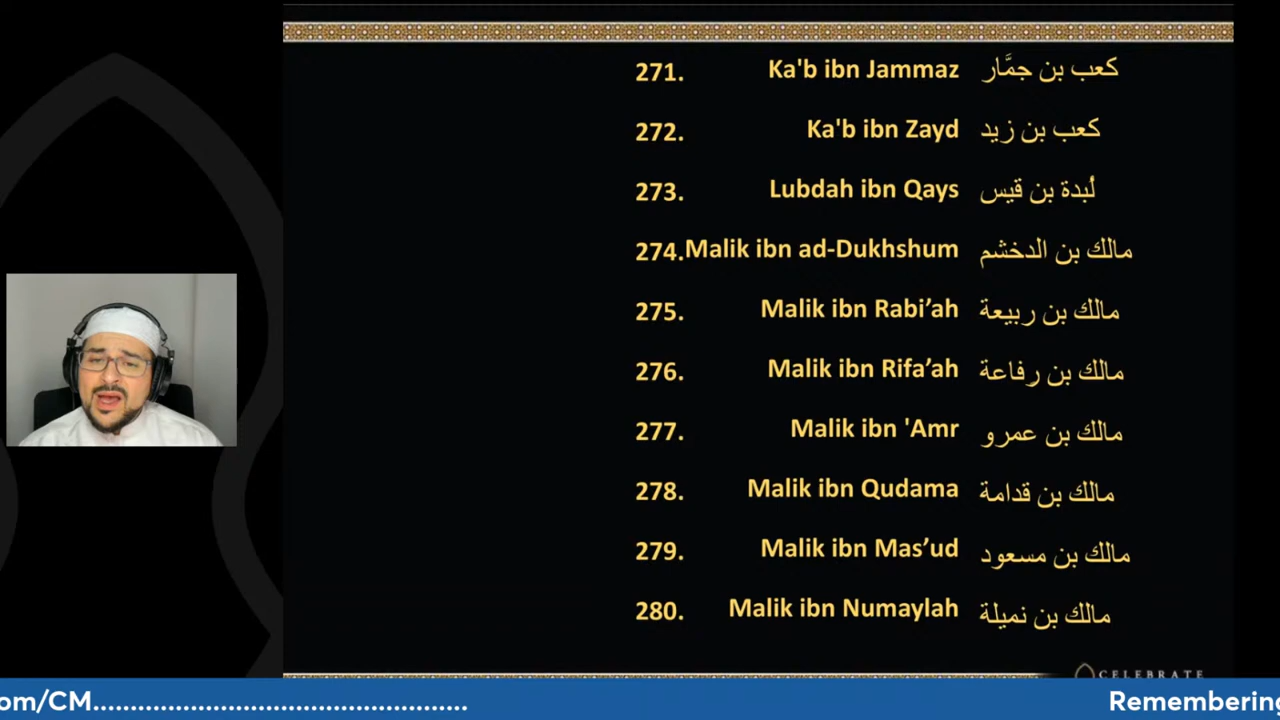 271. Ka'b ibn Jammaz كعب بن جمَّار
272. Ka'b ibn Zayd كعب بن زيد
273. Lubdah ibn Qays لُبدة بن قيس
274. Malik ibn ad-Dukhshum مالك بن الدخشم
275. Malik ibn Rabi’ah مالك بن ربيعة
276. Malik ibn Rifa’ah مالك بن رفاعة
277. Malik ibn 'Amr مالك بن عمرو
278. Malik ibn Qudama مالك بن قدامة
279. Malik ibn Mas’ud مالك بن مسعود
280. Malik ibn Numaylah مالك بن نميلة
CELEBRATE
om/CM.................................................. Remembering